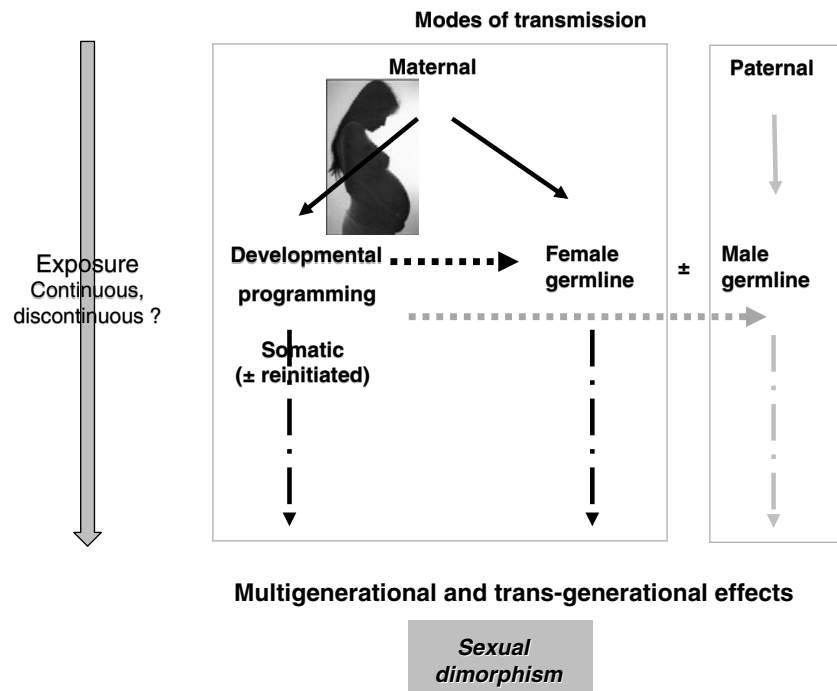 Modes of transmission
Maternal
Paternal
Developmental
programming
Female
germline
±
Male
germline
Exposure
Continuous,
discontinuous ?
Somatic
(± reinitiated)
Multigenerational and trans-generational effects
Sexual
dimorphism